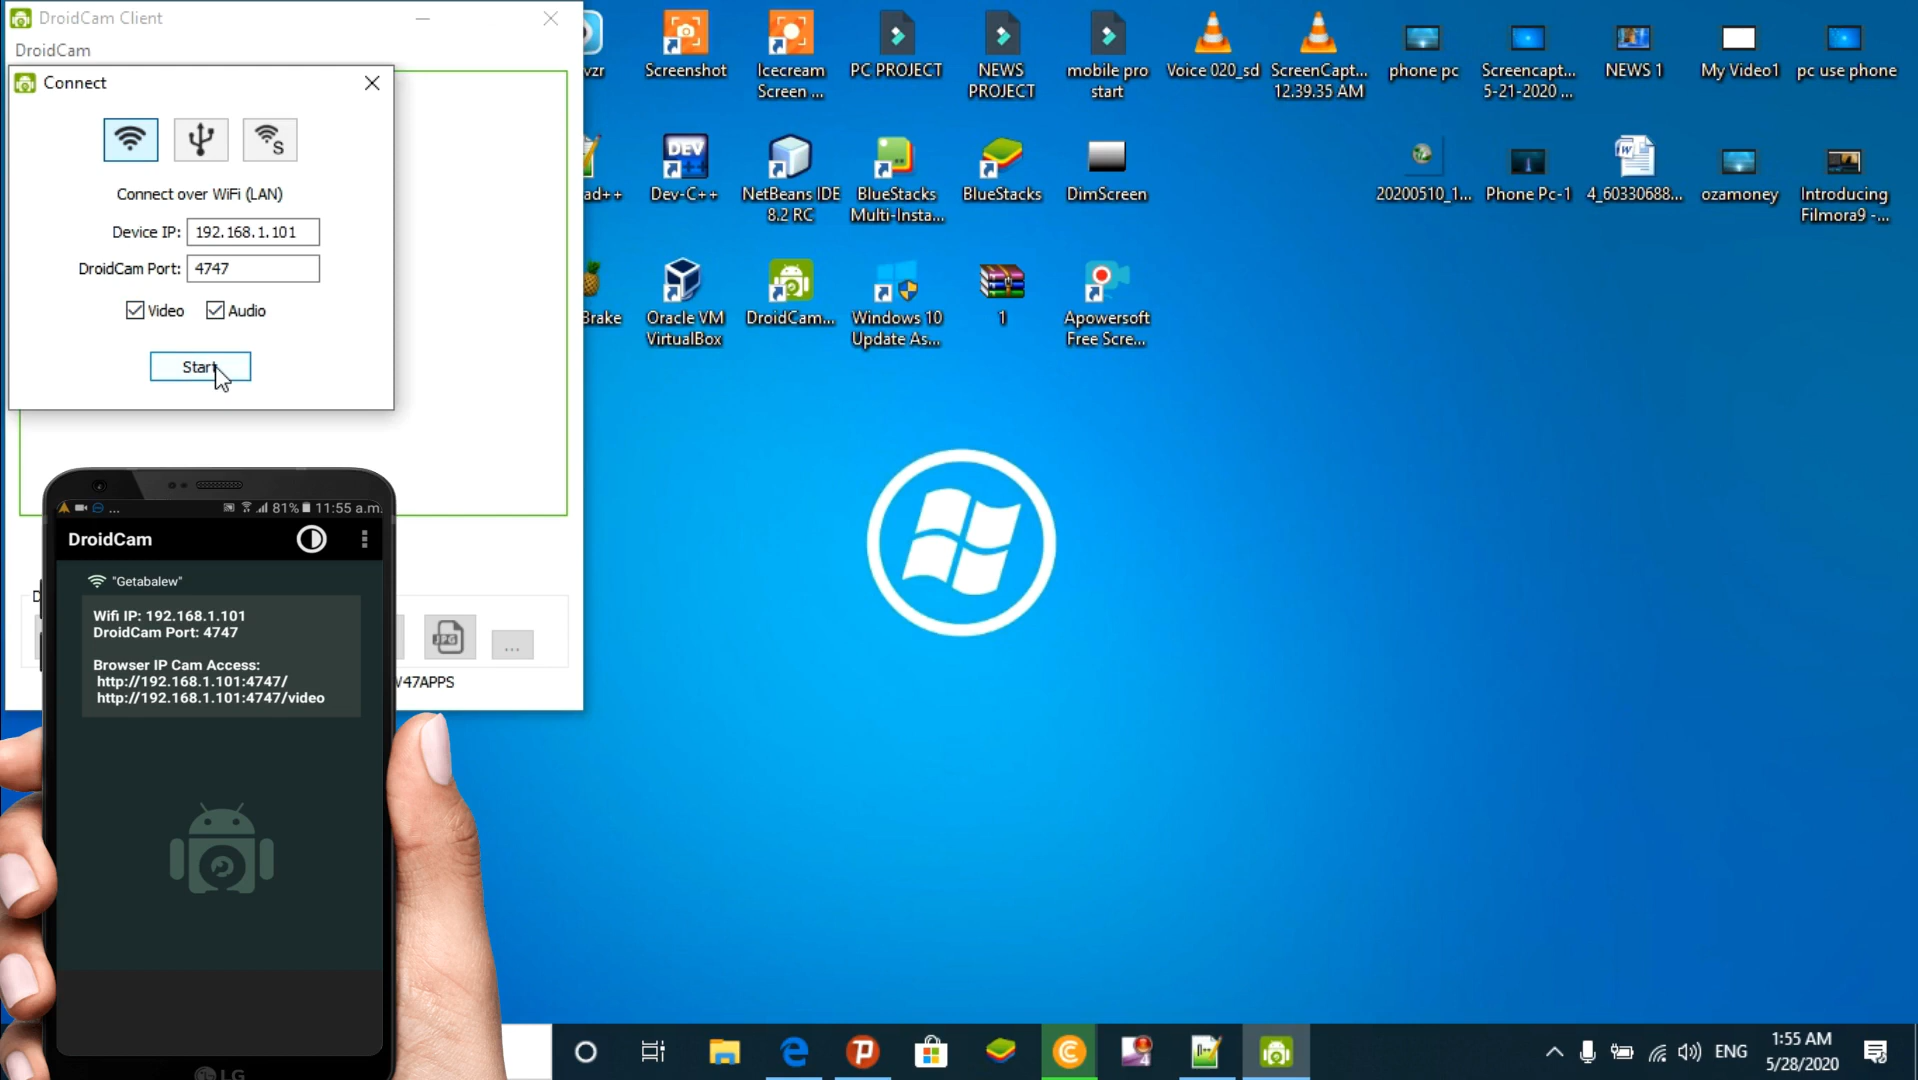 DroidCam Client
DroidCam
Connect
S
Connect over WiFi (LAN)
Device IP: 192.168.1.101
DroidCam Port: 4747
Video Audio
Start
JPG
...
V47APPS
81% 11:55 a.m.
DroidCam
"Getabalew"
Wifi IP: 192.168.1.101
DroidCam Port: 4747
Browser IP Cam Access:
http://192.168.1.101:4747/
http://192.168.1.101:4747/video
LG
vzr
Screenshot
Icecream
Screen ...
PC PROJECT
NEWS
PROJECT
mobile pro
start
Voice 020_sd
ScreenCapt...
12.39.35 AM
phone pc
Screencapt...
5-21-2020 ...
NEWS 1
My Video1
pc use phone
ad++
DEV
Dev-C++
NetBeans IDE
8.2 RC
BlueStacks
Multi-Insta...
BlueStacks
DimScreen
20200510_1...
Phone Pc-1
4_60330688...
ozamoney
Introducing
Filmora9 -...
Brake
Oracle VM
VirtualBox
DroidCam...
Windows 10
Update As...
1
Apowersoft
Free Scre...
ENG
1:55 AM
5/28/2020